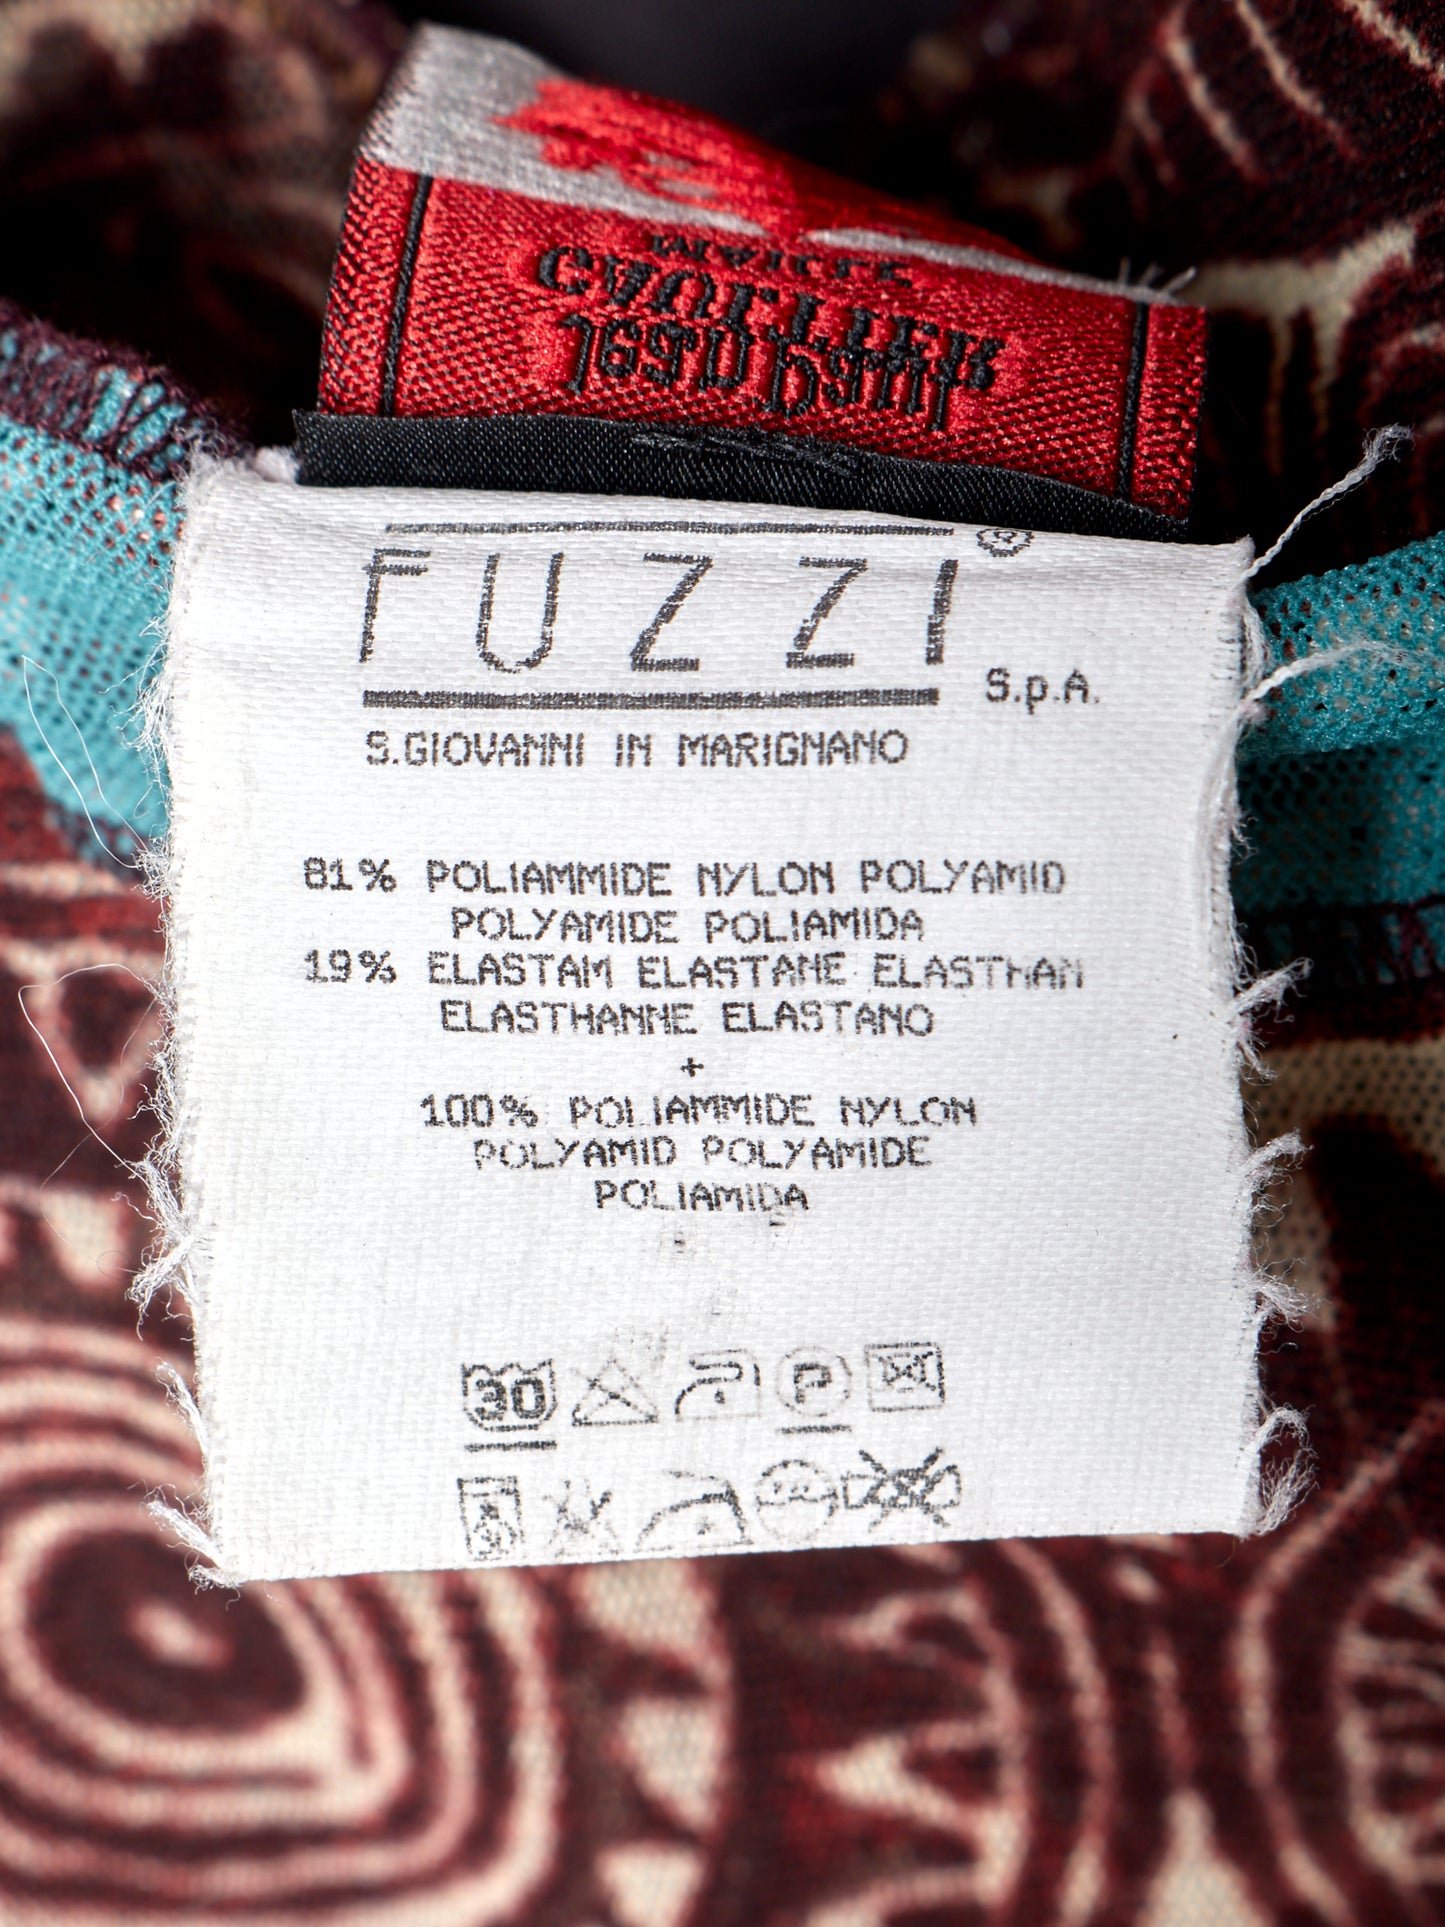 GAULTIER
FUZZI®
S.p.A.
S.GIOVANNI IN MARIGNANO
81% POLIAMMIDE NYLON POLYAMID
POLYAMIDE POLIAMIDA
19% ELASTAM ELASTANE ELASTHAN
ELASTHANNE ELASTANO
+
100% POLIAMMIDE NYLON
POLYAMID POLYAMIDE
POLIAMIDA
30
P